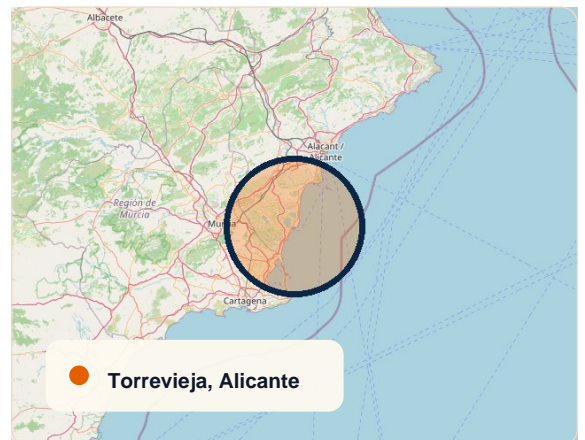 Albacete
Alacant /
Alicante
Región de
Murcia
Murcia
Cartagena
Torrevieja, Alicante